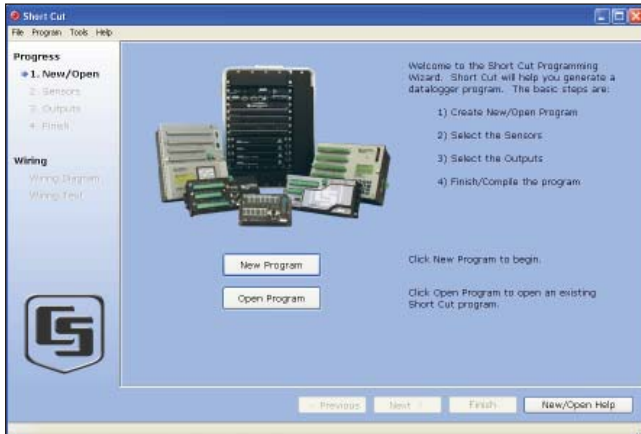 Short Cut
File Program Tools Help
Progress
1. New/Open
2. Sensors
3. Outputs
4. Finish
Wiring
Wiring Diagram
Wiring Text
Welcome to the Short Cut Programming
Wizard. Short Cut will help you generate a
datalogger program. The basic steps are:
1) Create New/Open Program
2) Select the Sensors
3) Select the Outputs
4) Finish/Compile the program
New Program
Click New Program to begin.
Open Program
Click Open Program to open an existing
Short Cut program.
< Previous
Next >
Finish
New/Open Help